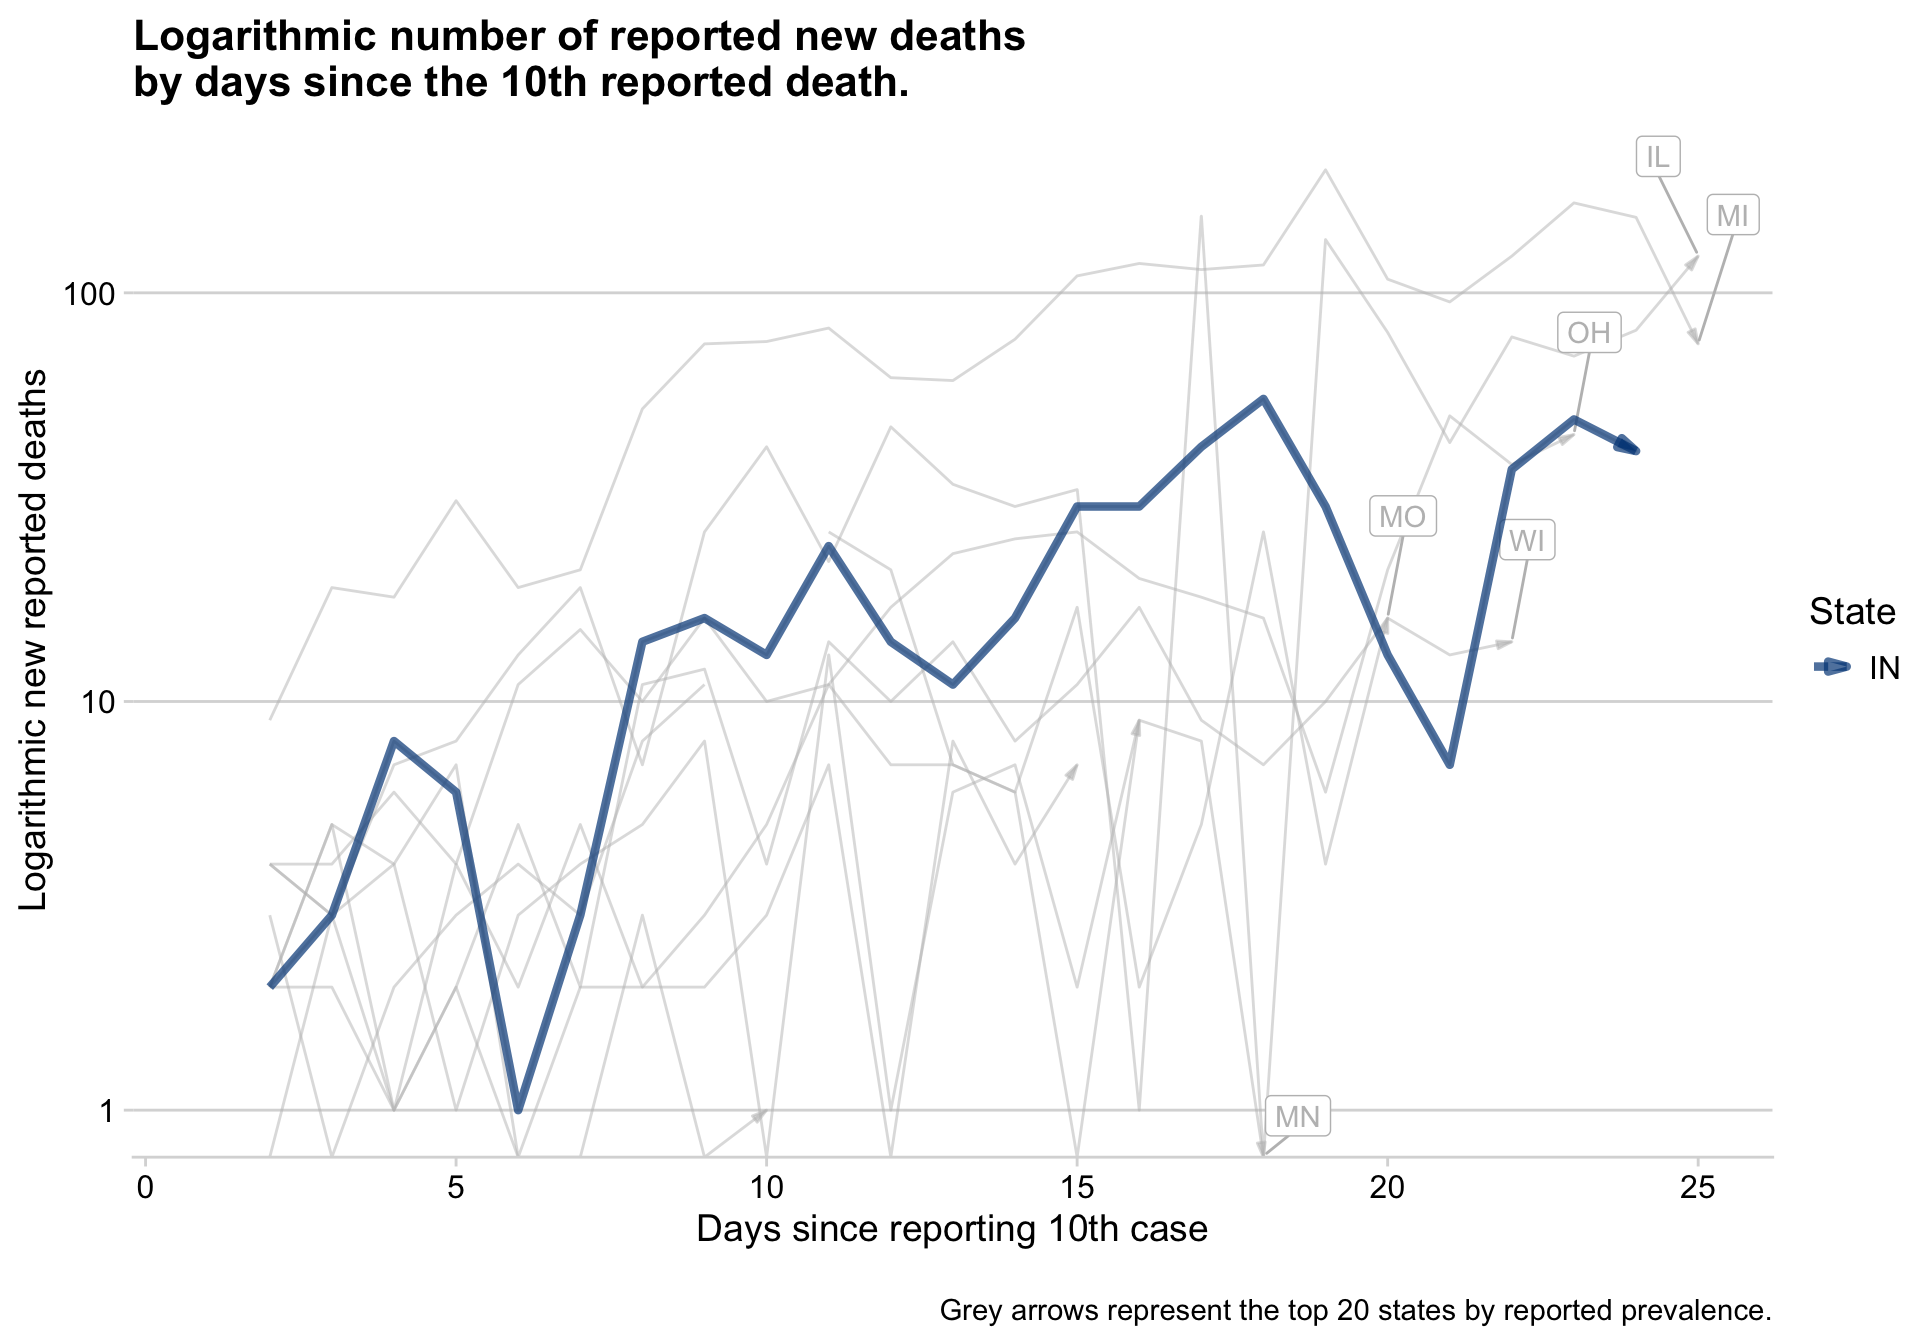 Logarithmic number of reported new deaths
by days since the 10th reported death.
IL
MI
100
OH
MO
WI
10
MN
1
Logarithmic new reported deaths
0 5 10 15 20 25
Days since reporting 10th case
State
IN
Grey arrows represent the top 20 states by reported prevalence.